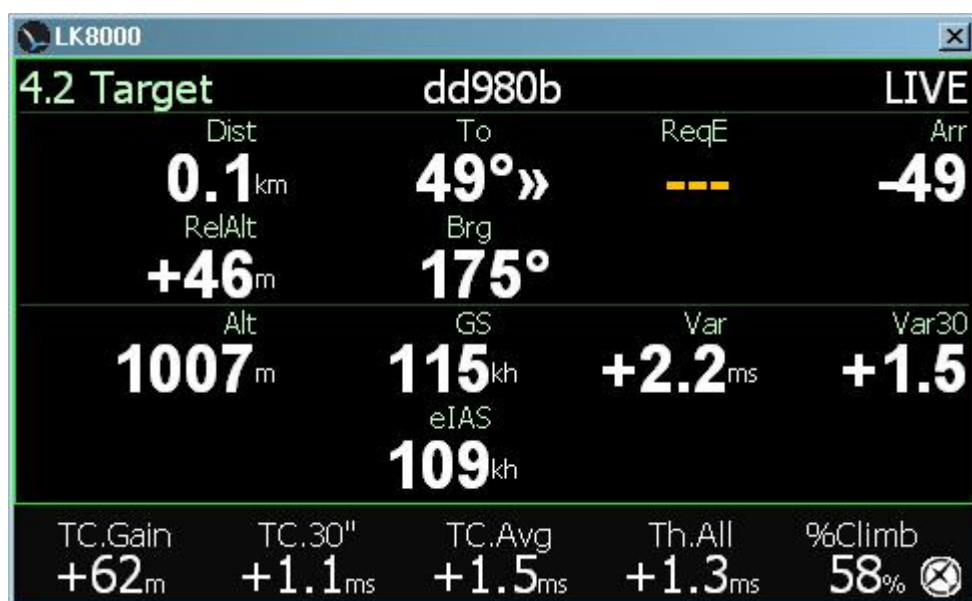 LK8000
4.2 Target dd980b LIVE
Dist To ReqE Arr
0.1km 49°» --- -49
RelAlt Brg
+46m 175°
Alt GS Var Var30
1007m 115kh +2.2ms +1.5
eIAS
109kh
TC.Gain TC.30" TC.Avg Th.All %Climb
+62m +1.1ms +1.5ms +1.3ms 58%